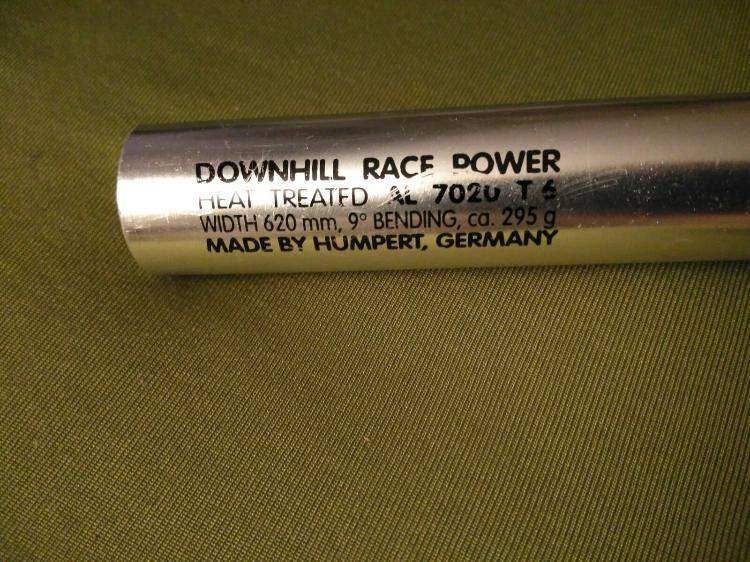 DOWNHILL RACE POWER
HEAT TREATED AL 7020 T 6
WIDTH 620 mm, 9° BENDING, ca. 295 g
MADE BY HUMPERT, GERMANY